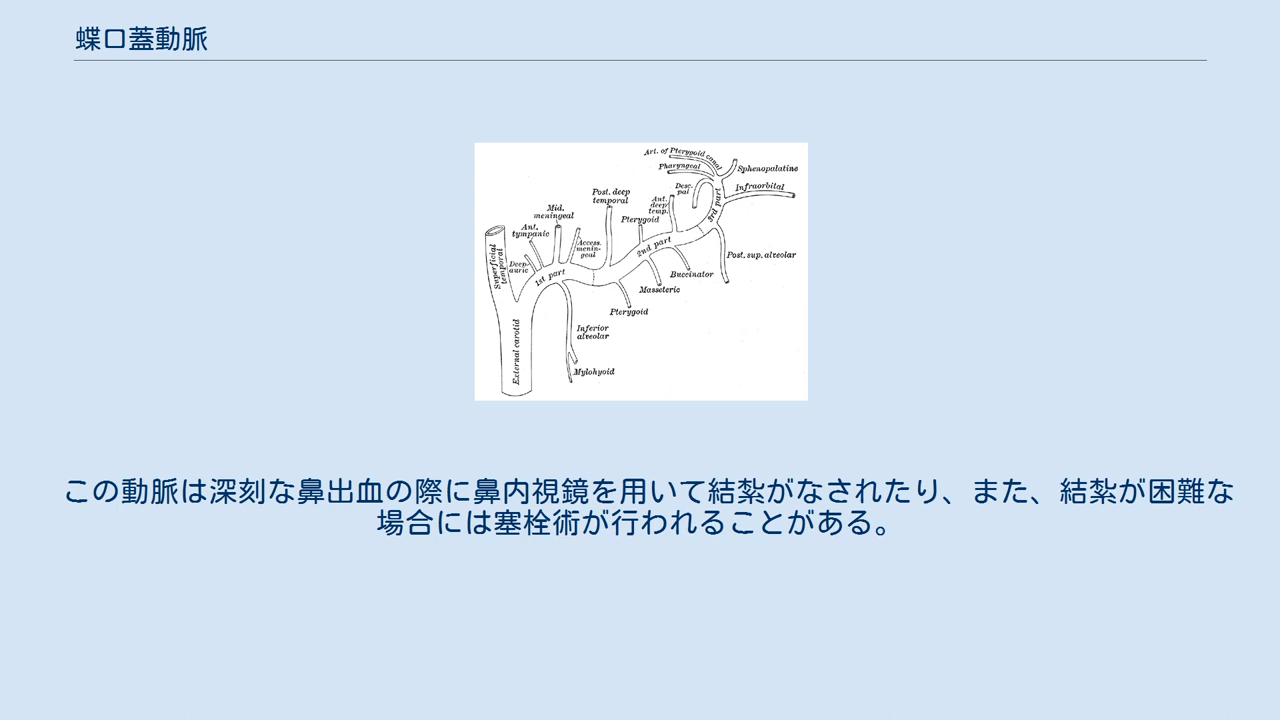 蝶口蓋動脈
Art. of Pterypoid canal
Pharyngeal
Sphenopalatine
Desc.
pal
Infraorbital
3rd part
Post. deep
temporal
Ant.
deep
temp.
Mid.
meningeal
Pterygoid
Ant.
tympanic
Access.
menin-
geal
2nd part
Superficial
temporal
Deep
auric
1st part
Post. sup. alveolar
Buccinator
Masseteric
Pterygoid
Inferior
alveolar
External carotid
Mylohyoid
この動脈は深刻な鼻出血の際に鼻内視鏡を用いて結紮がなされたり、また、結紮が困難な
場合には塞栓術が行われることがある。